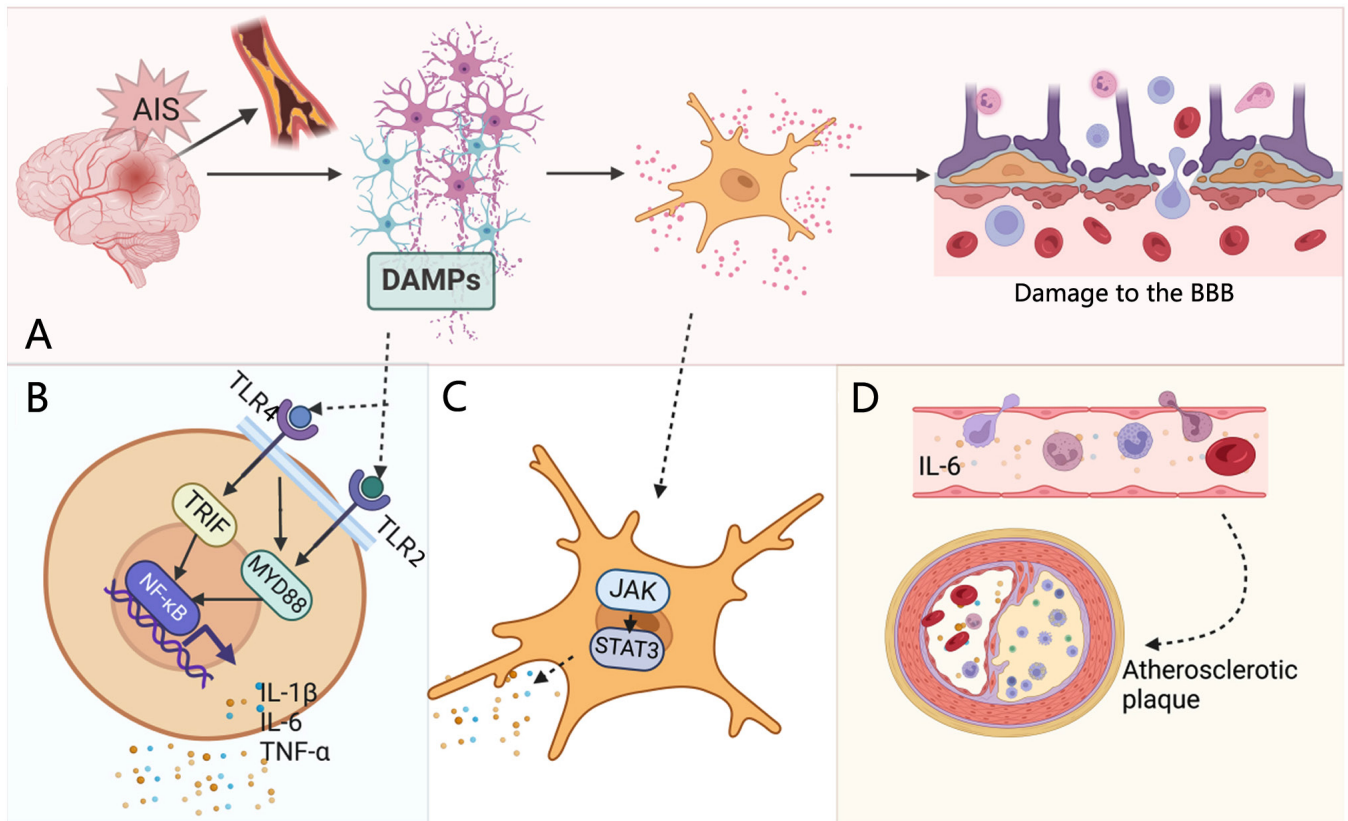 AIS
DAMPs
Damage to the BBB
A
B
TLR4
TLR2
TRIF
MYD88
NF-κB
IL-1β
IL-6
TNF-α
C
JAK
STAT3
D
IL-6
Atherosclerotic
plaque